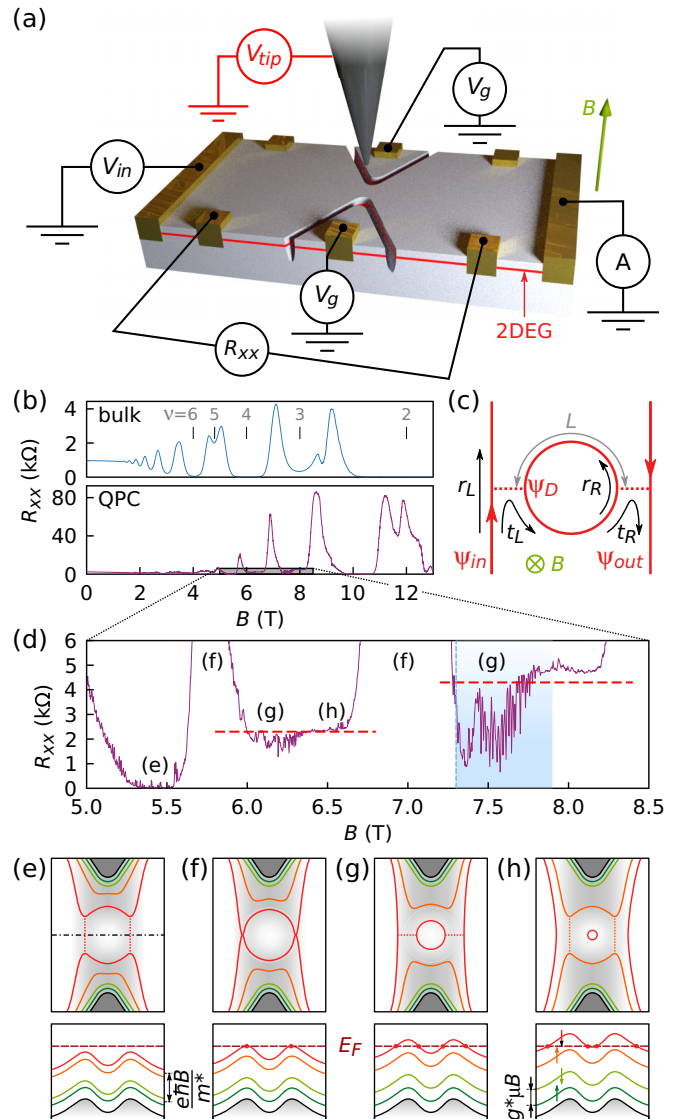 (a)
V_tip
V_g
B
V_in
A
V_g
2DEG
R_xx
(b)
bulk
ν=6
5
4
3
2
4
2
0
QPC
80
40
0
R_XX (kΩ)
0
2
4
6
8
10
12
B (T)
(c)
L
r_L
ψ_D
r_R
t_L
t_R
ψ_in
⊗ B
ψ_out
(d)
6
5
4
3
2
1
0
R_xx (kΩ)
(e)
(f)
(g)
(h)
(f)
(g)
5.0
5.5
6.0
6.5
7.0
7.5
8.0
8.5
B (T)
(e)
(f)
(g)
(h)
E_F
eħB
m*
g*μB